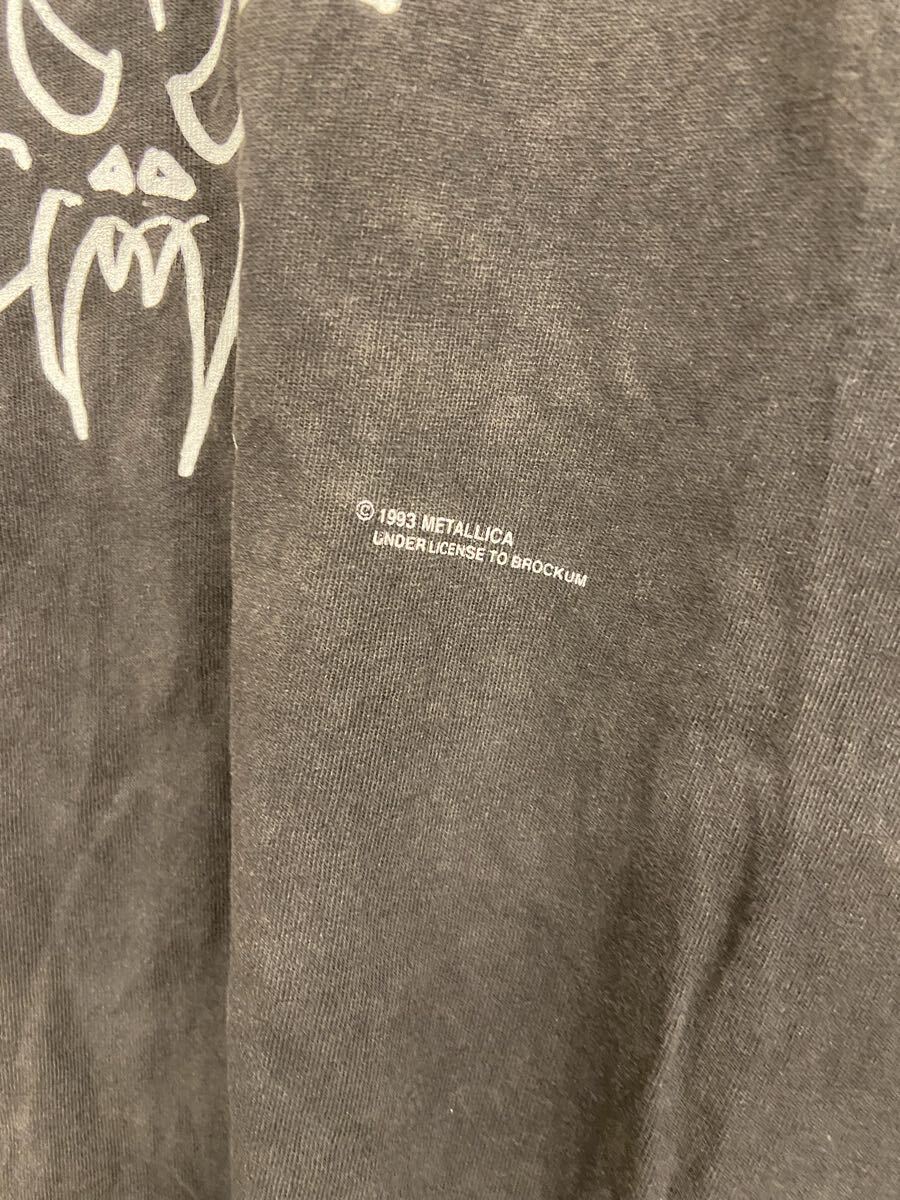 © 1993 METALLICA
UNDER LICENSE TO BROCKUM